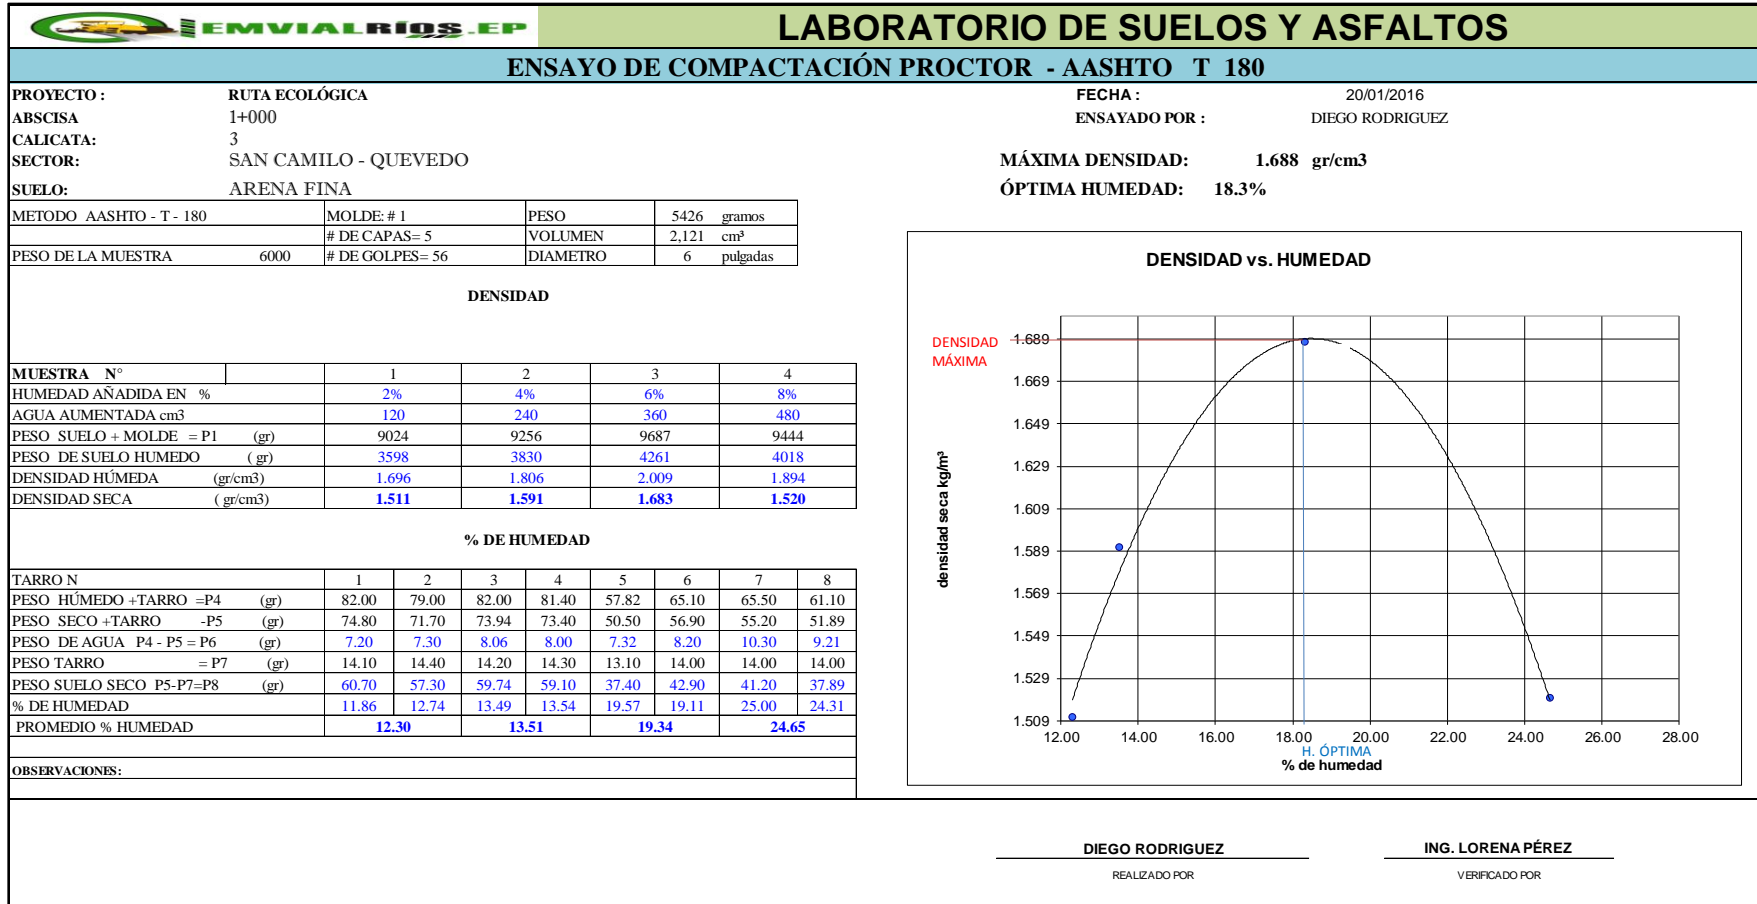 EMVIALRÍOS.EP
LABORATORIO DE SUELOS Y ASFALTOS
ENSAYO DE COMPACTACIÓN PROCTOR - AASHTO T 180
PROYECTO : RUTA ECOLÓGICA FECHA : 20/01/2016
ABSCISA 1+000 ENSAYADO POR : DIEGO RODRIGUEZ
CALICATA: 3
SECTOR: SAN CAMILO - QUEVEDO MÁXIMA DENSIDAD: 1.688 gr/cm3
SUELO: ARENA FINA ÓPTIMA HUMEDAD: 18.3%
METODO AASHTO - T - 180 MOLDE: # 1 PESO 5426 gramos
# DE CAPAS= 5 VOLUMEN 2,121 cm³
PESO DE LA MUESTRA 6000 # DE GOLPES= 56 DIAMETRO 6 pulgadas
DENSIDAD
MUESTRA N° 1 2 3 4
HUMEDAD AÑADIDA EN % 2% 4% 6% 8%
AGUA AUMENTADA cm3 120 240 360 480
PESO SUELO + MOLDE = P1 (gr) 9024 9256 9687 9444
PESO DE SUELO HUMEDO ( gr) 3598 3830 4261 4018
DENSIDAD HÚMEDA (gr/cm3) 1.696 1.806 2.009 1.894
DENSIDAD SECA ( gr/cm3) 1.511 1.591 1.683 1.520
% DE HUMEDAD
TARRO N 1 2 3 4 5 6 7 8
PESO HÚMEDO +TARRO =P4 (gr) 82.00 79.00 82.00 81.40 57.82 65.10 65.50 61.10
PESO SECO +TARRO -P5 (gr) 74.80 71.70 73.94 73.40 50.50 56.90 55.20 51.89
PESO DE AGUA P4 - P5 = P6 (gr) 7.20 7.30 8.06 8.00 7.32 8.20 10.30 9.21
PESO TARRO = P7 (gr) 14.10 14.40 14.20 14.30 13.10 14.00 14.00 14.00
PESO SUELO SECO P5-P7=P8 (gr) 60.70 57.30 59.74 59.10 37.40 42.90 41.20 37.89
% DE HUMEDAD 11.86 12.74 13.49 13.54 19.57 19.11 25.00 24.31
PROMEDIO % HUMEDAD 12.30 13.51 19.34 24.65
OBSERVACIONES:
DENSIDAD vs. HUMEDAD
DENSIDAD
MÁXIMA
densidad seca kg/m³
1.689
1.669
1.649
1.629
1.609
1.589
1.569
1.549
1.529
1.509
12.00 14.00 16.00 18.00 20.00 22.00 24.00 26.00 28.00
H. ÓPTIMA
% de humedad
DIEGO RODRIGUEZ ING. LORENA PÉREZ
REALIZADO POR VERIFICADO POR